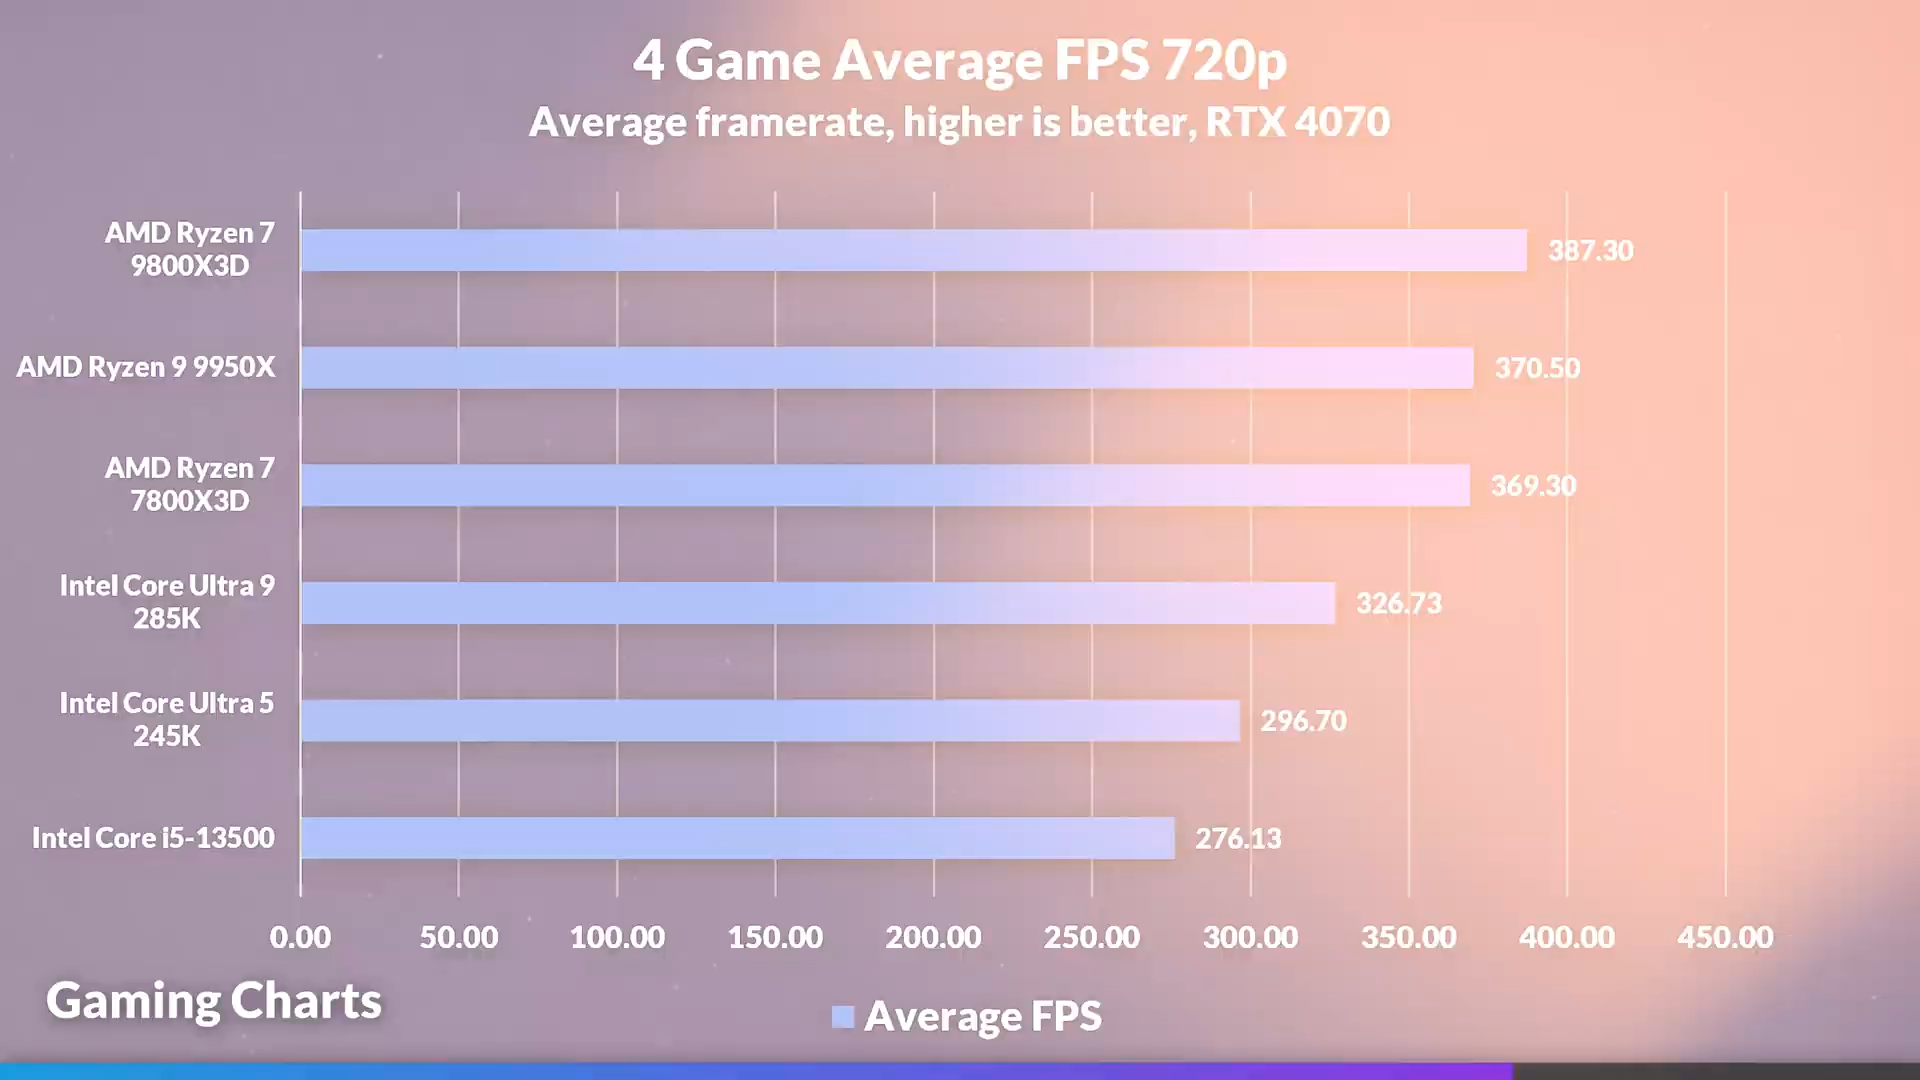 4 Game Average FPS 720p
Average framerate, higher is better, RTX 4070
AMD Ryzen 7
9800X3D
387.30
AMD Ryzen 9 9950X
370.50
AMD Ryzen 7
7800X3D
369.30
Intel Core Ultra 9
285K
326.73
Intel Core Ultra 5
245K
296.70
Intel Core i5-13500
276.13
0.00 50.00 100.00 150.00 200.00 250.00 300.00 350.00 400.00 450.00
Gaming Charts
Average FPS